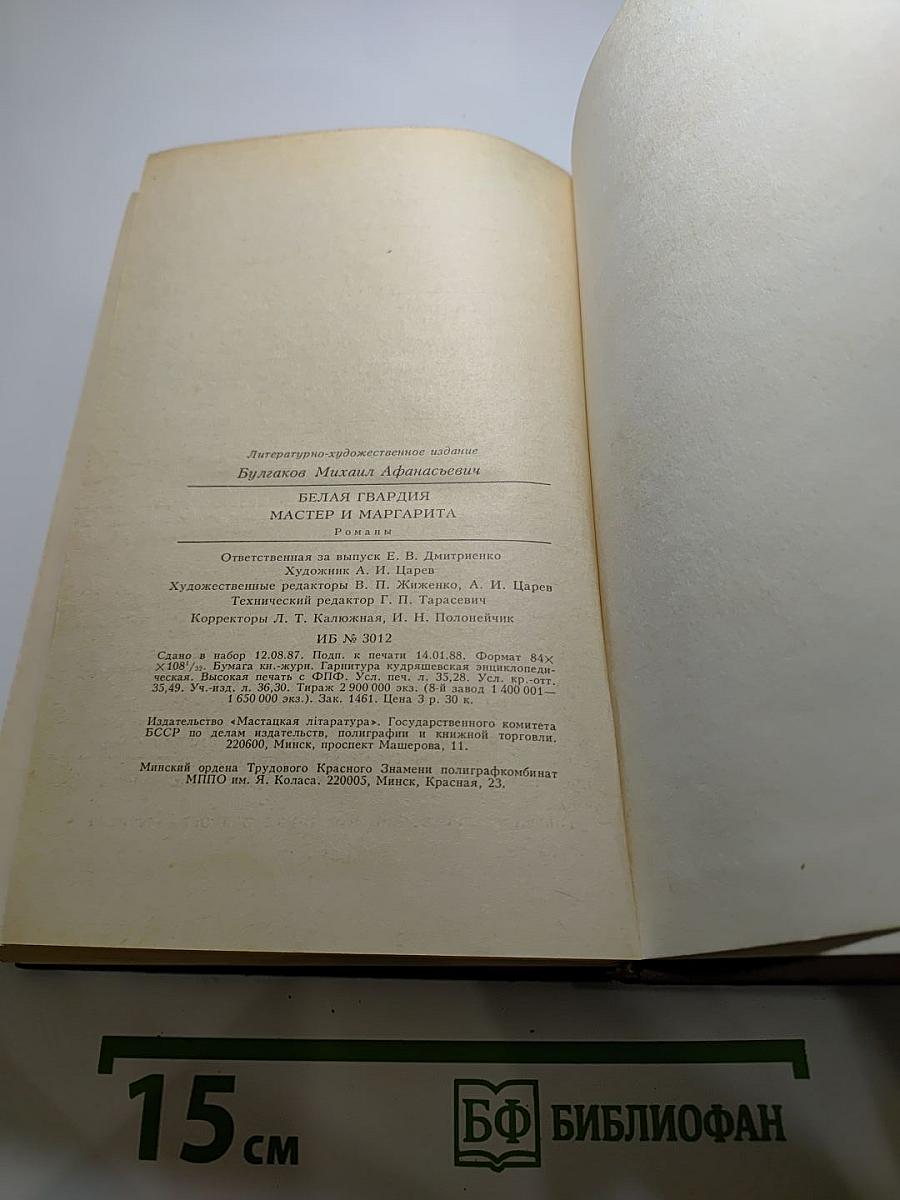 Литературно-художественное издание
Булгаков Михаил Афанасьевич
БЕЛАЯ ГВАРДИЯ
МАСТЕР И МАРГАРИТА
Романы
Ответственная за выпуск Е. В. Дмитриенко
Художник А. И. Царев
Художественные редакторы В. П. Жиженко, А. И. Царев
Технический редактор Г. П. Тарасевич
Корректоры Л. Т. Калюжная, И. Н. Полонейчик
ИБ № 3012
Сдано в набор 12.08.87. Подп. к печати 14.01.88. Формат 84×
×108¹/₃₂. Бумага кн.-журн. Гарнитура кудряшевская энциклопеди-
ческая. Высокая печать с ФПФ. Усл. печ. л. 35,28. Усл. кр.-отт.
35,49. Уч.-изд. л. 36,30. Тираж 2 900 000 экз. (8-й завод 1 400 001—
1 650 000 экз.). Зак. 1461. Цена 3 р. 30 к.
Издательство «Мастацкая літаратура». Государственного комитета
БССР по делам издательств, полиграфии и книжной торговли.
220600, Минск, проспект Машерова, 11.
Минский ордена Трудового Красного Знамени полиграфкомбинат
МППО им. Я. Коласа. 220005, Минск, Красная, 23.
15 см
БФ БИБЛИОФАН